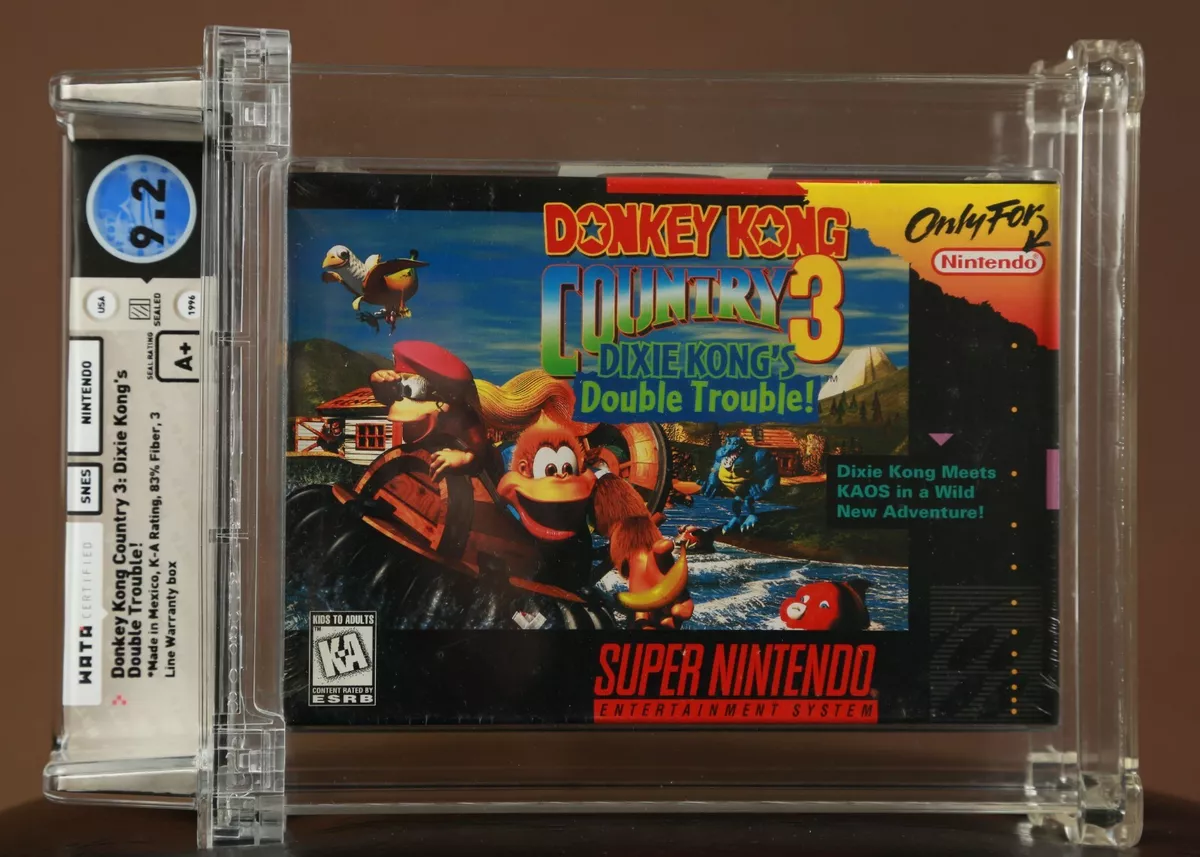 9.2
USA
SEALED
1996
SEAL RATING
A+
NINTENDO
SNES
WATA CERTIFIED
Donkey Kong Country 3: Dixie Kong's
Double Trouble!
*Made in Mexico, K-A Rating, 83% Fiber, 3
Line Warranty box
DONKEY KONG
COUNTRY 3
DIXIE KONG'S
Double Trouble!
TM
Only For
Nintendo®
Dixie Kong Meets
KAOS in a Wild
New Adventure!
KIDS TO ADULTS
TM
K-A
CONTENT RATED BY
ESRB
SUPER NINTENDO
ENTERTAINMENT SYSTEM